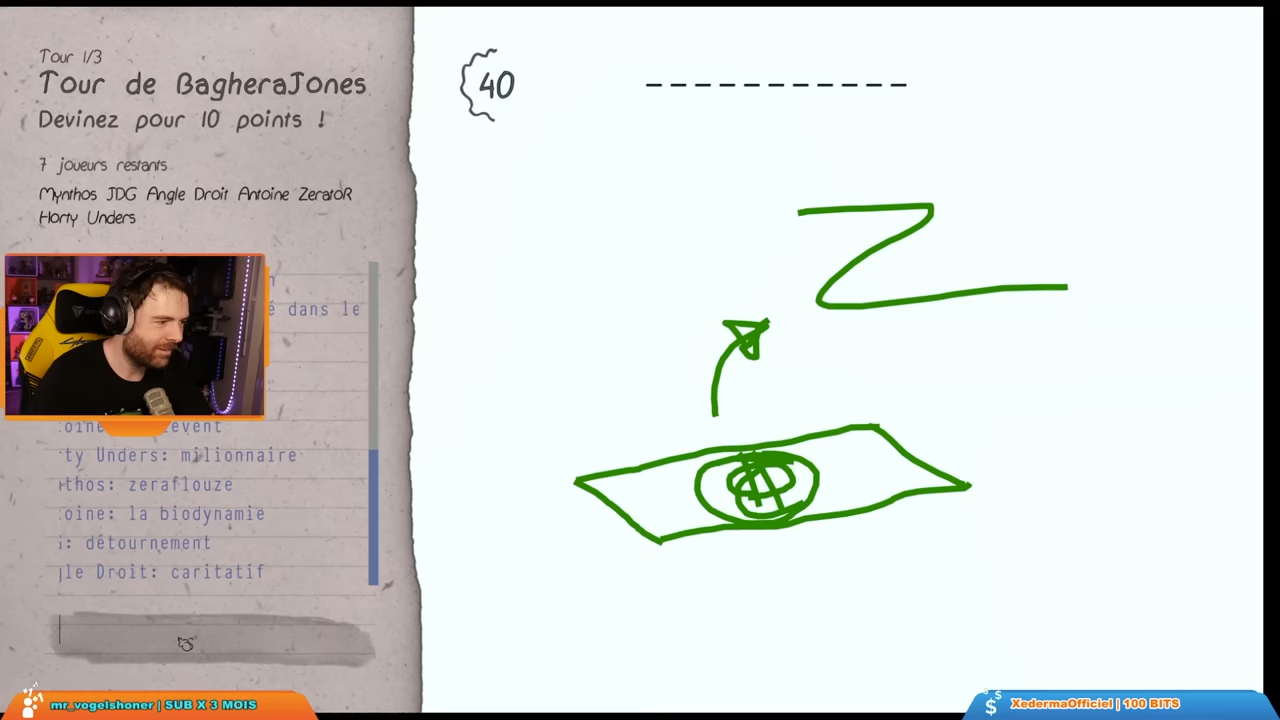 Tour 1/3
Tour de BagheraJones
Devinez pour 10 points !
7 joueurs restants
Mynthos JDG Angle Droit Antoine ZeratoR
Horty Unders
40
dans le
ty Unders: milionnaire
thos: zeraflouze
oine: la biodynamie
i: détournement
le Droit: caritatif
Z
mr_vogelshoner | SUB X 3 MOIS
$ XedermaOfficiel | 100 BITS